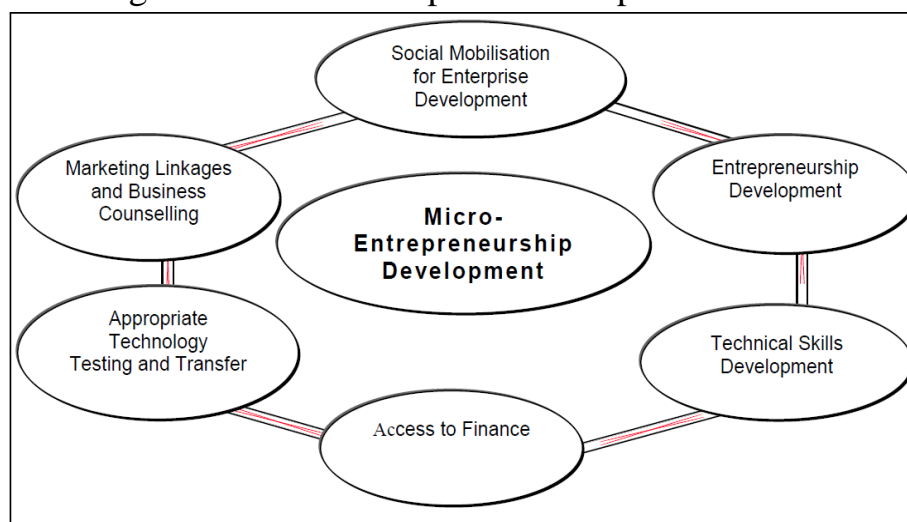 Social Mobilisation
for Enterprise
Development
Marketing Linkages
and Business
Counselling
Entrepreneurship
Development
Micro-
Entrepreneurship
Development
Appropriate
Technology
Testing and Transfer
Technical Skills
Development
Access to Finance